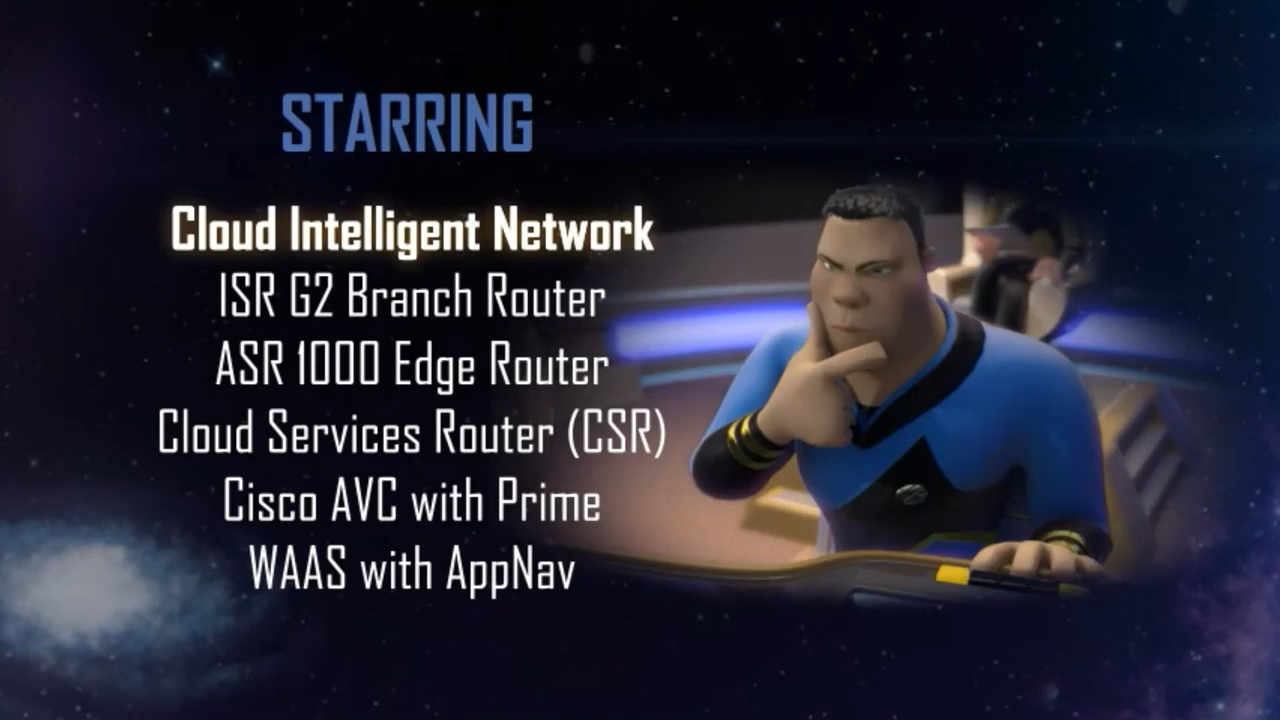 STARRING
Cloud Intelligent Network
ISR G2 Branch Router
ASR 1000 Edge Router
Cloud Services Router (CSR)
Cisco AVC with Prime
WAAS with AppNav